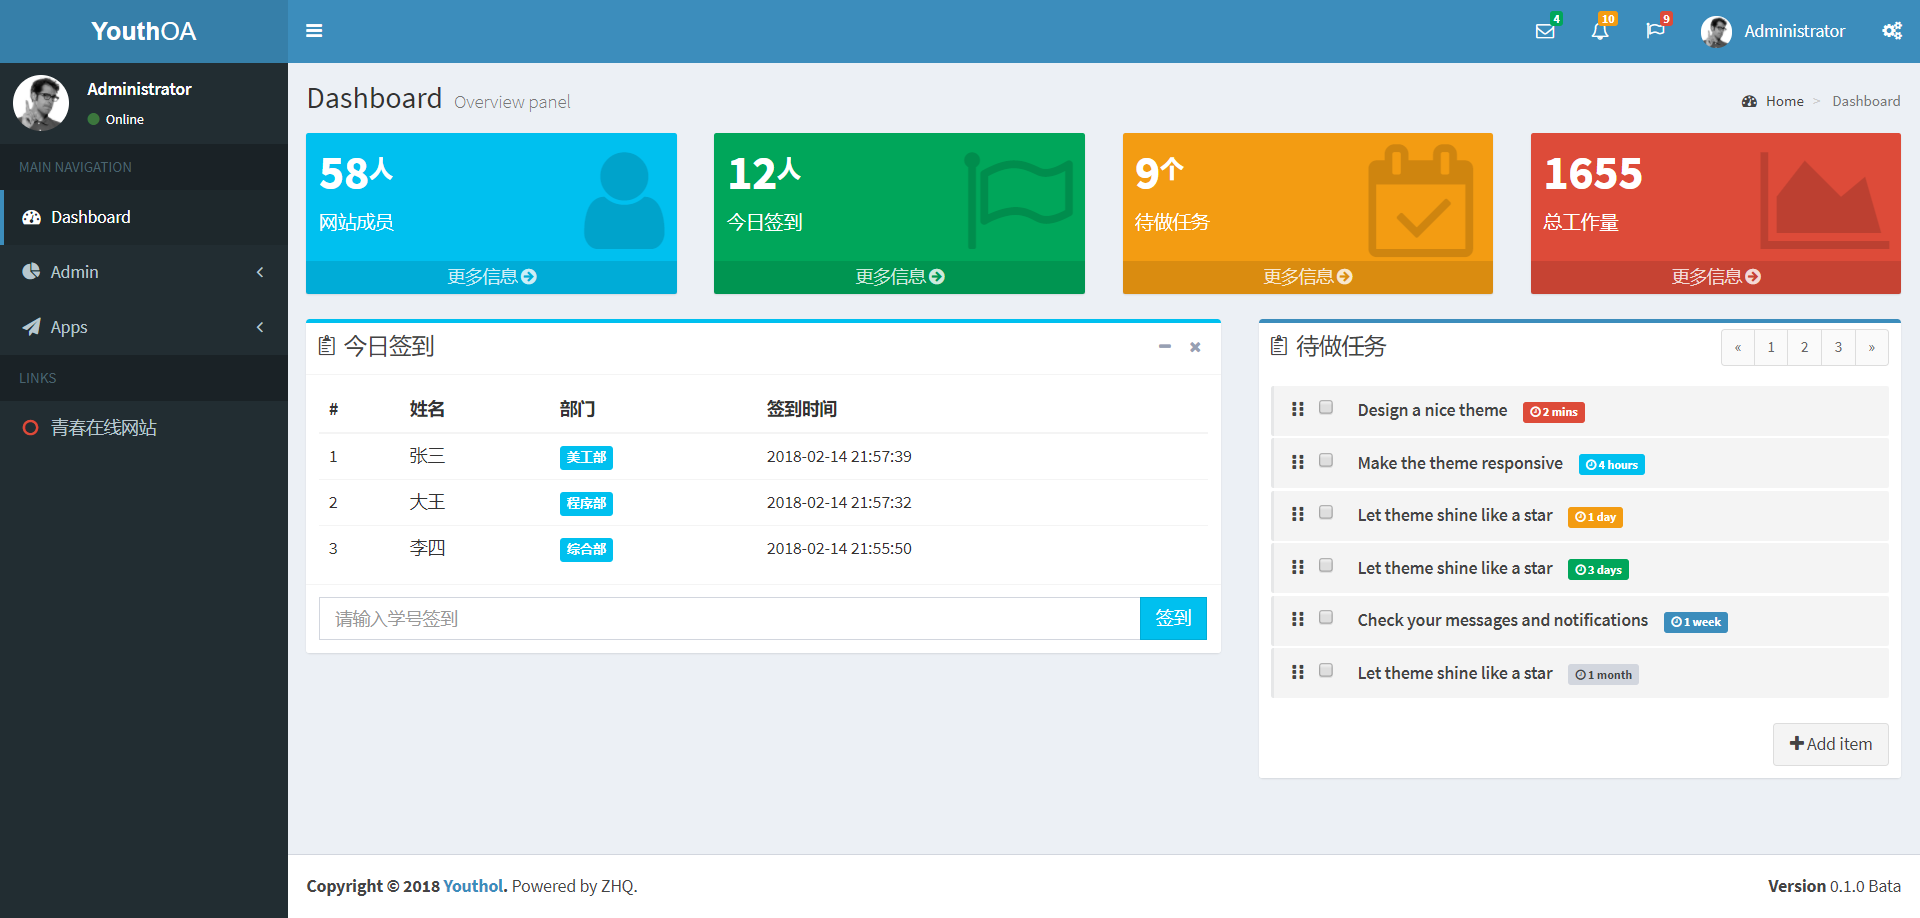 YouthOA
4
10
9
Administrator
Administrator
Online
MAIN NAVIGATION
Dashboard
Admin
Apps
LINKS
青春在线网站
Dashboard Overview panel
Home > Dashboard
58人
网站成员
更多信息
12人
今日签到
更多信息
9个
待做任务
更多信息
1655
总工作量
更多信息
今日签到
# 姓名 部门 签到时间
1 张三 美工部 2018-02-14 21:57:39
2 大王 程序部 2018-02-14 21:57:32
3 李四 综合部 2018-02-14 21:55:50
请输入学号签到 签到
待做任务
« 1 2 3 »
Design a nice theme 2 mins
Make the theme responsive 4 hours
Let theme shine like a star 1 day
Let theme shine like a star 3 days
Check your messages and notifications 1 week
Let theme shine like a star 1 month
Add item
Copyright © 2018 Youthol. Powered by ZHQ.
Version 0.1.0 Bata